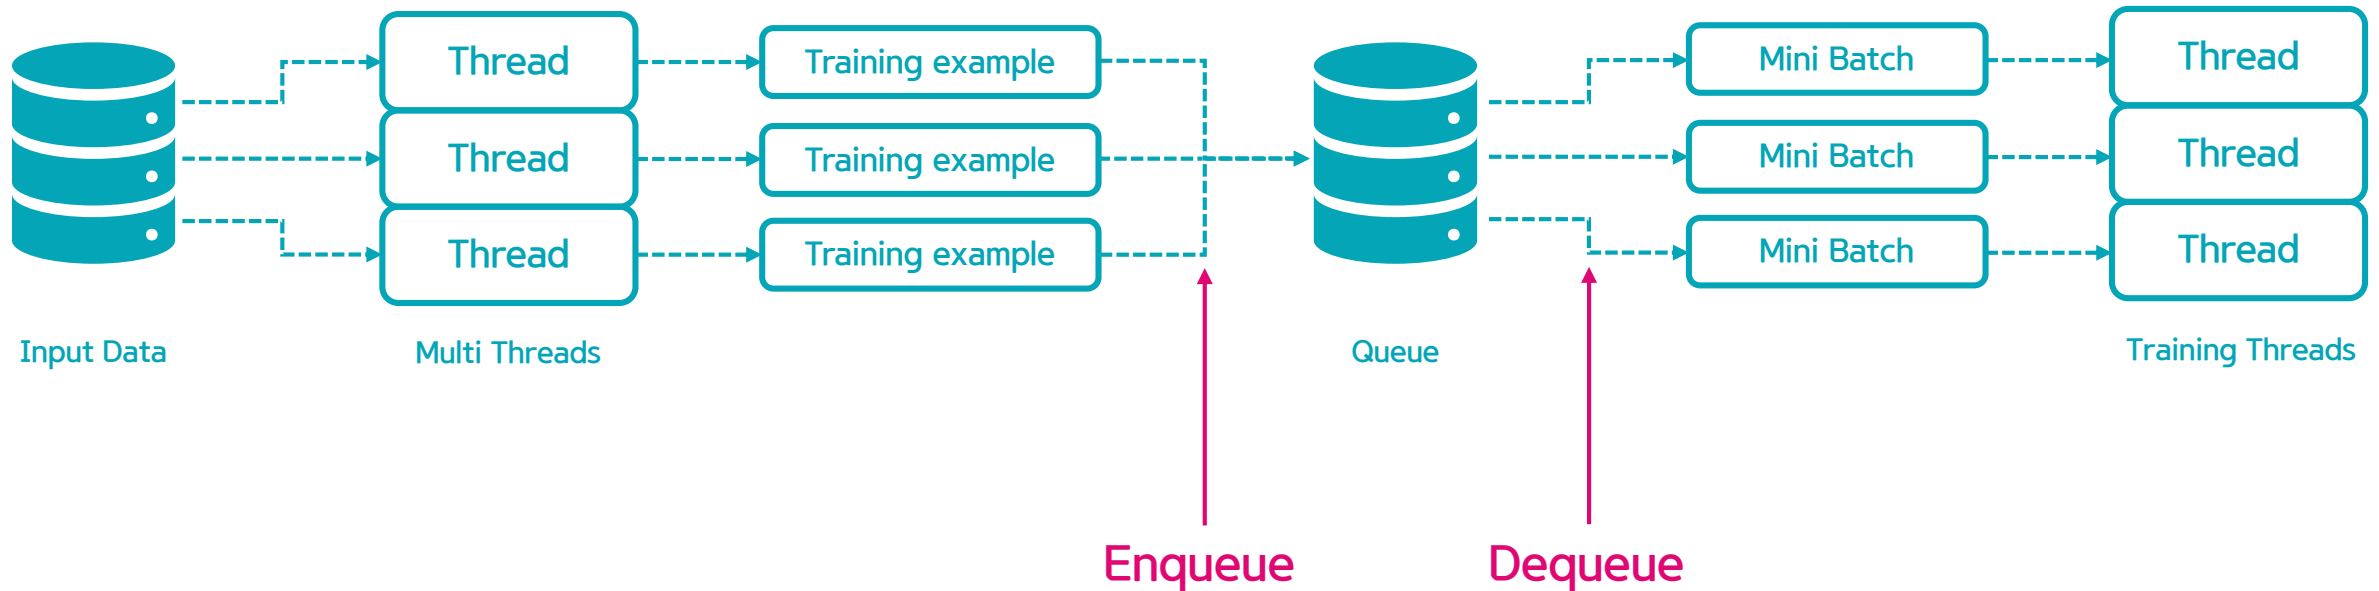 Thread
Training example
Mini Batch
Thread
Thread
Training example
Mini Batch
Thread
Thread
Training example
Mini Batch
Thread
Input Data
Multi Threads
Queue
Training Threads
Enqueue
Dequeue